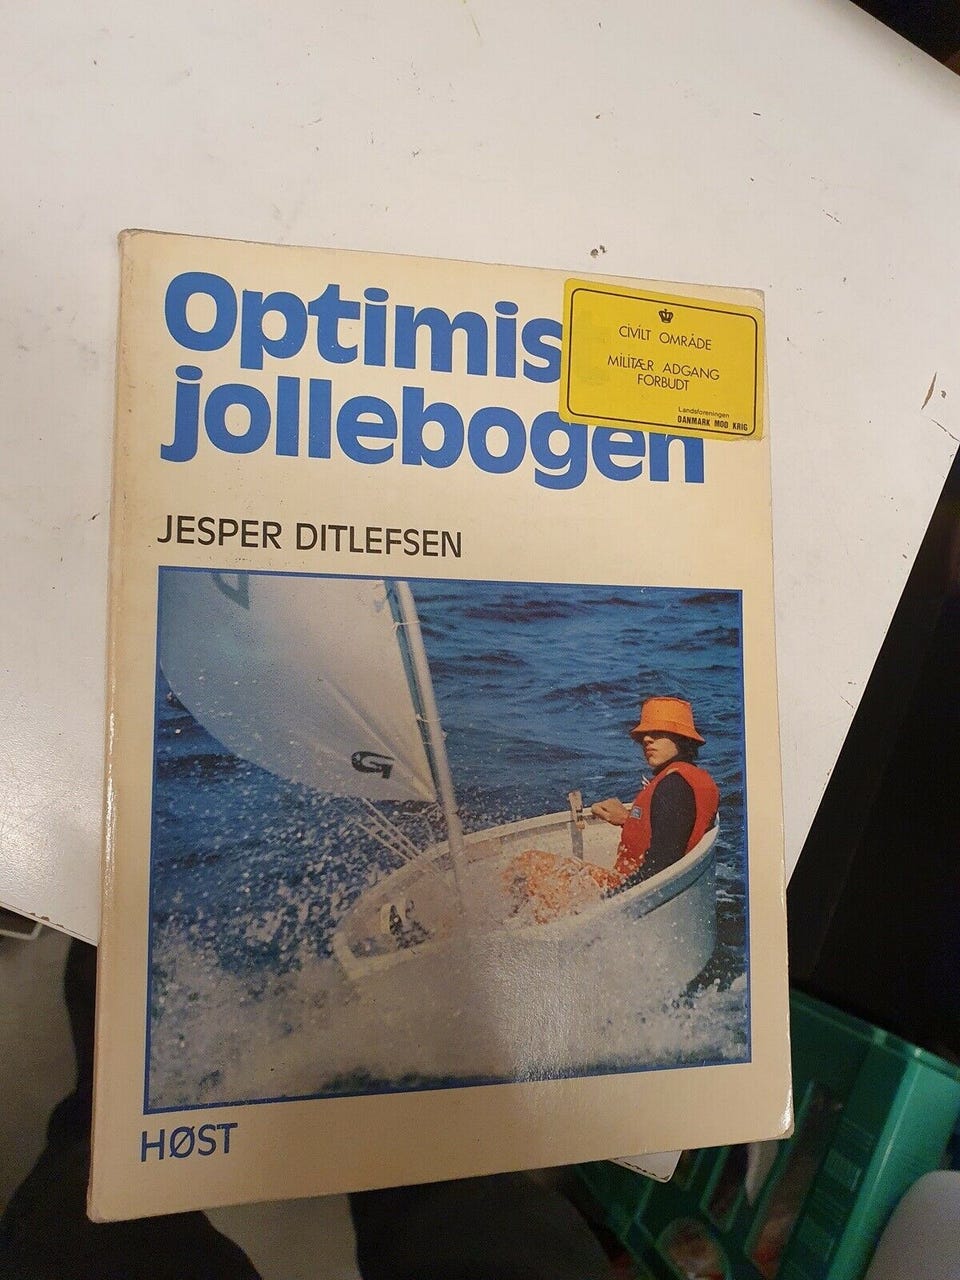 Optimis
jollebogen
CIVILT OMRÅDE
MILITÆR ADGANG
FORBUDT
Landsforeningen
DANMARK MOD KRIG
JESPER DITLEFSEN
HØST